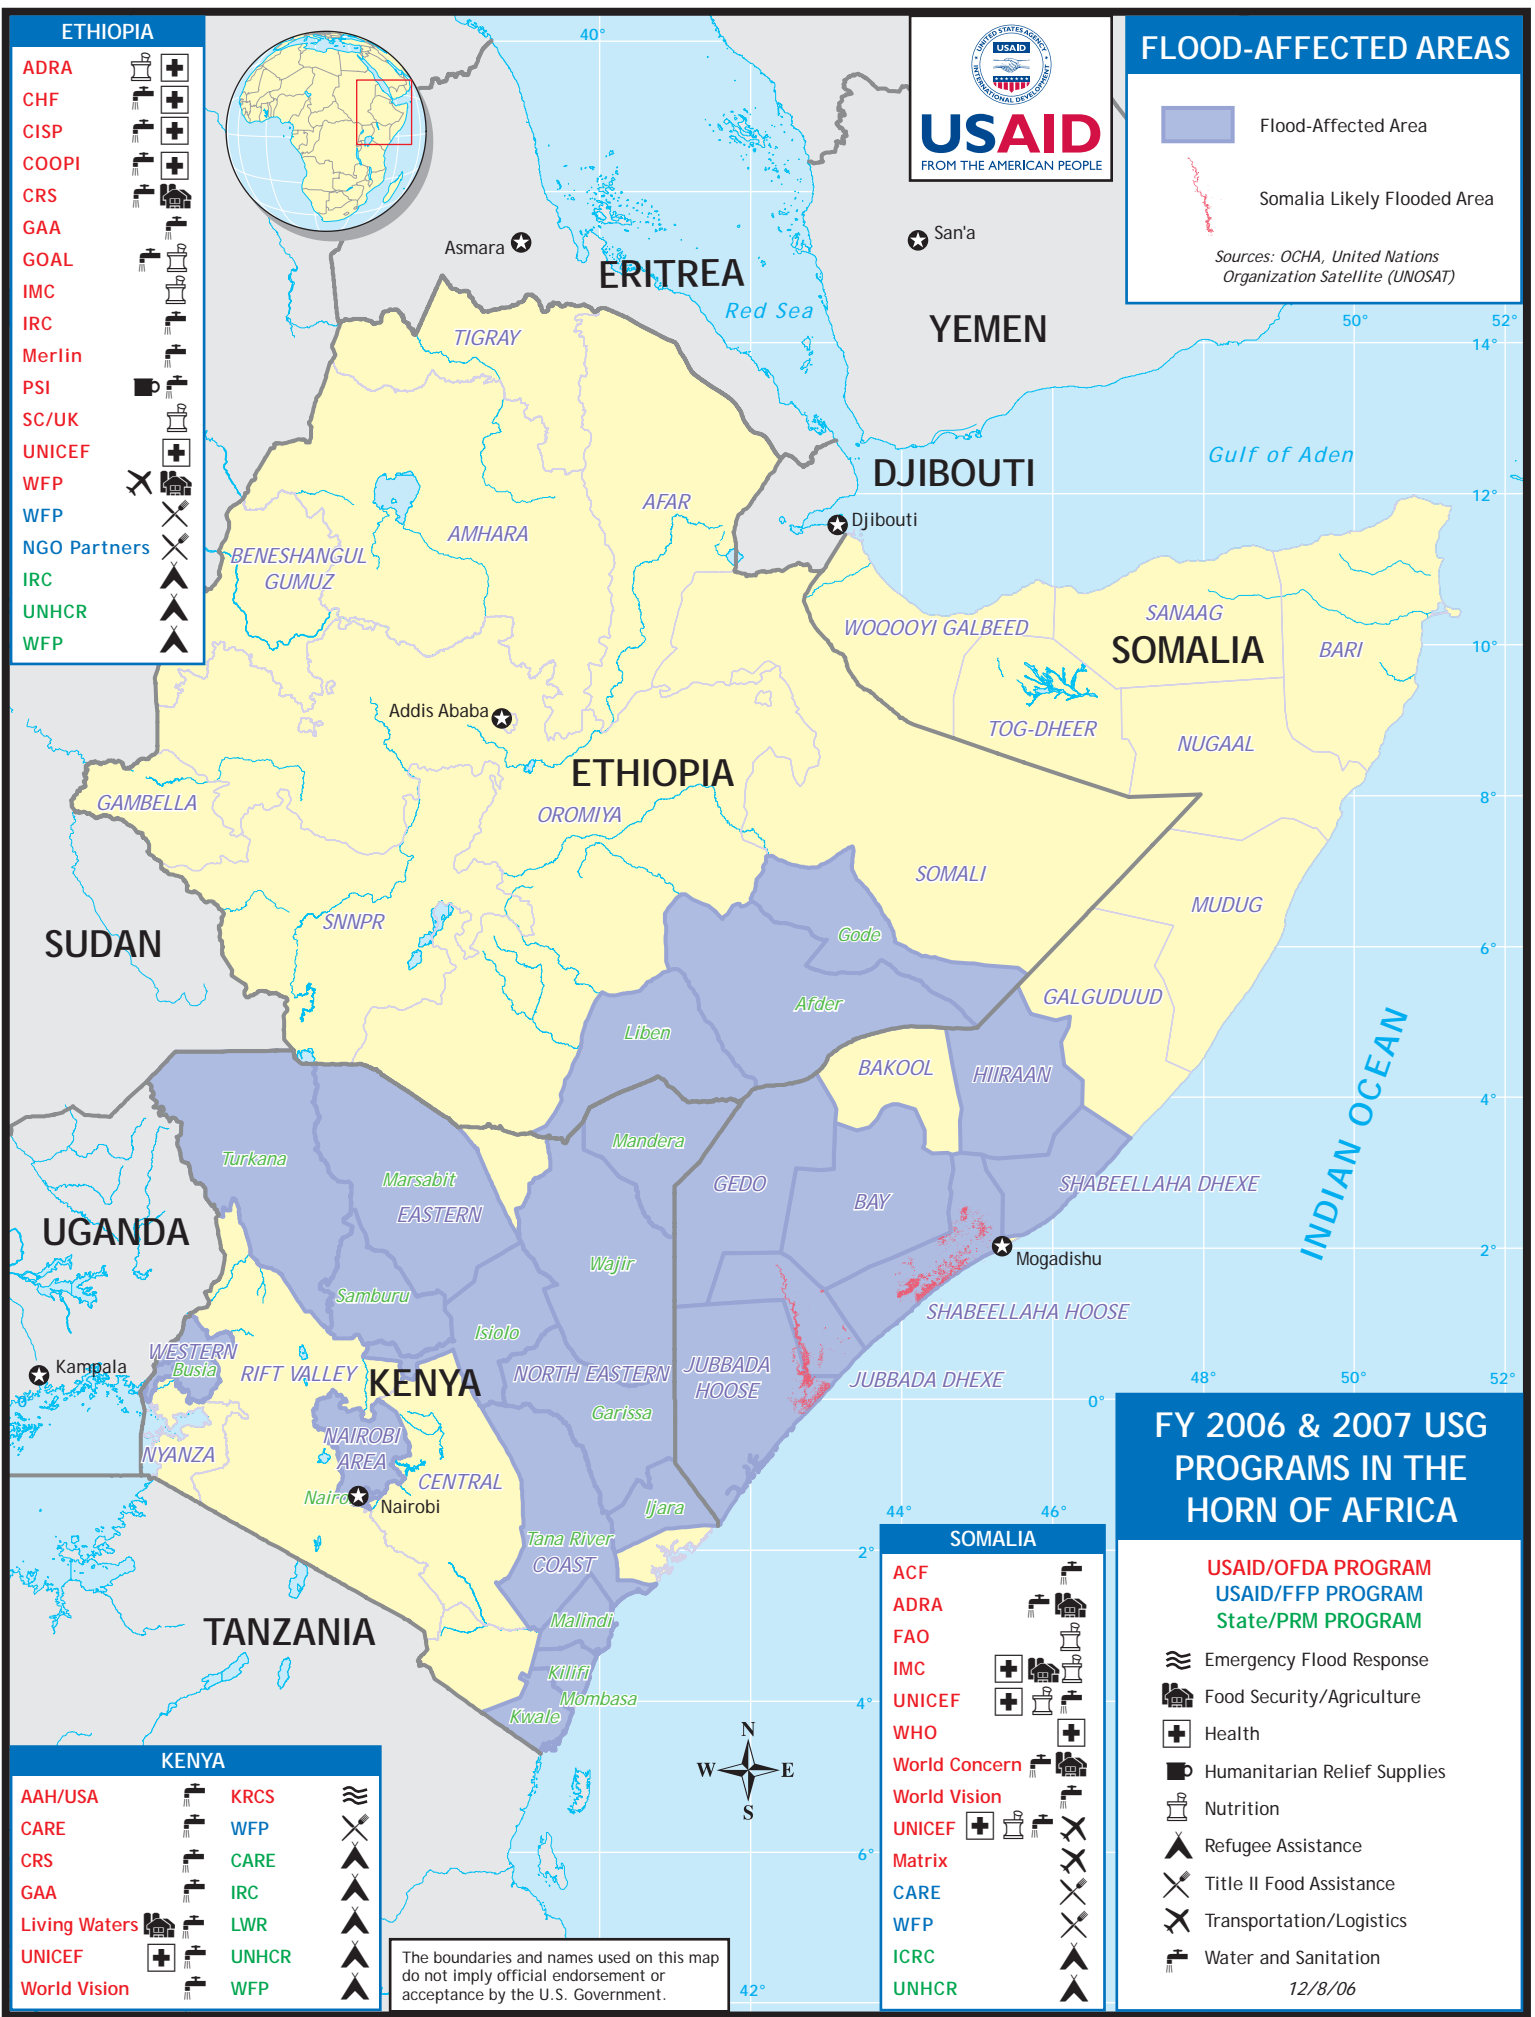 ETHIOPIA
ADRA
CHF
CISP
COOPI
CRS
GAA
GOAL
IMC
IRC
Merlin
PSI
SC/UK
UNICEF
WFP
WFP
NGO Partners
IRC
UNHCR
WFP
UNITED STATES AGENCY
INTERNATIONAL DEVELOPMENT
USAID
USAID
FROM THE AMERICAN PEOPLE
FLOOD-AFFECTED AREAS
Flood-Affected Area
Somalia Likely Flooded Area
Sources: OCHA, United Nations
Organization Satellite (UNOSAT)
40°
50°
52°
14°
12°
10°
8°
6°
4°
2°
0°
48°
50°
52°
44°
46°
2°
4°
6°
42°
0°
Asmara
ERITREA
Red Sea
San'a
YEMEN
TIGRAY
DJIBOUTI
Djibouti
Gulf of Aden
AFAR
AMHARA
BENESHANGUL
GUMUZ
WOQOOYI GALBEED
SANAAG
SOMALIA
BARI
Addis Ababa
TOG-DHEER
NUGAAL
ETHIOPIA
GAMBELLA
OROMIYA
SOMALI
MUDUG
SNNPR
SUDAN
Gode
Afder
GALGUDUUD
Liben
BAKOOL
HIIRAAN
INDIAN OCEAN
Mandera
Turkana
Marsabit
EASTERN
GEDO
BAY
SHABEELLAHA DHEXE
UGANDA
Mogadishu
Wajir
Samburu
SHABEELLAHA HOOSE
Isiolo
WESTERN
Busia
Kampala
RIFT VALLEY
KENYA
NORTH EASTERN
JUBBADA
HOOSE
JUBBADA DHEXE
Garissa
NAIROBI
AREA
NYANZA
CENTRAL
Nairo
Nairobi
Ijara
Tana River
COAST
TANZANIA
Malindi
Kilifi
Mombasa
Kwale
N
W
E
S
KENYA
AAH/USA
KRCS
CARE
WFP
CRS
CARE
GAA
IRC
Living Waters
LWR
UNICEF
UNHCR
World Vision
WFP
The boundaries and names used on this map
do not imply official endorsement or
acceptance by the U.S. Government.
SOMALIA
ACF
ADRA
FAO
IMC
UNICEF
WHO
World Concern
World Vision
UNICEF
Matrix
CARE
WFP
ICRC
UNHCR
FY 2006 & 2007 USG
PROGRAMS IN THE
HORN OF AFRICA
USAID/OFDA PROGRAM
USAID/FFP PROGRAM
State/PRM PROGRAM
Emergency Flood Response
Food Security/Agriculture
Health
Humanitarian Relief Supplies
Nutrition
Refugee Assistance
Title II Food Assistance
Transportation/Logistics
Water and Sanitation
12/8/06